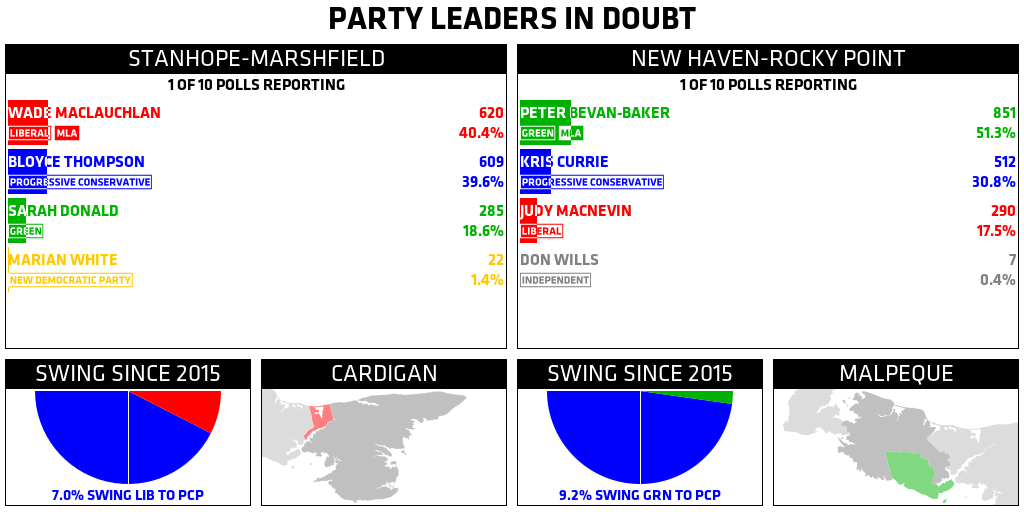 PARTY LEADERS IN DOUBT
STANHOPE-MARSHFIELD
1 OF 10 POLLS REPORTING
WADE MACLAUCHLAN 620
LIBERAL MLA 40.4%
BLOYCE THOMPSON 609
PROGRESSIVE CONSERVATIVE 39.6%
SARAH DONALD 285
GREEN 18.6%
MARIAN WHITE 22
NEW DEMOCRATIC PARTY 1.4%
NEW HAVEN-ROCKY POINT
1 OF 10 POLLS REPORTING
PETER BEVAN-BAKER 851
GREEN MLA 51.3%
KRIS CURRIE 512
PROGRESSIVE CONSERVATIVE 30.8%
JUDY MACNEVIN 290
LIBERAL 17.5%
DON WILLS 7
INDEPENDENT 0.4%
SWING SINCE 2015
7.0% SWING LIB TO PCP
CARDIGAN
SWING SINCE 2015
9.2% SWING GRN TO PCP
MALPEQUE